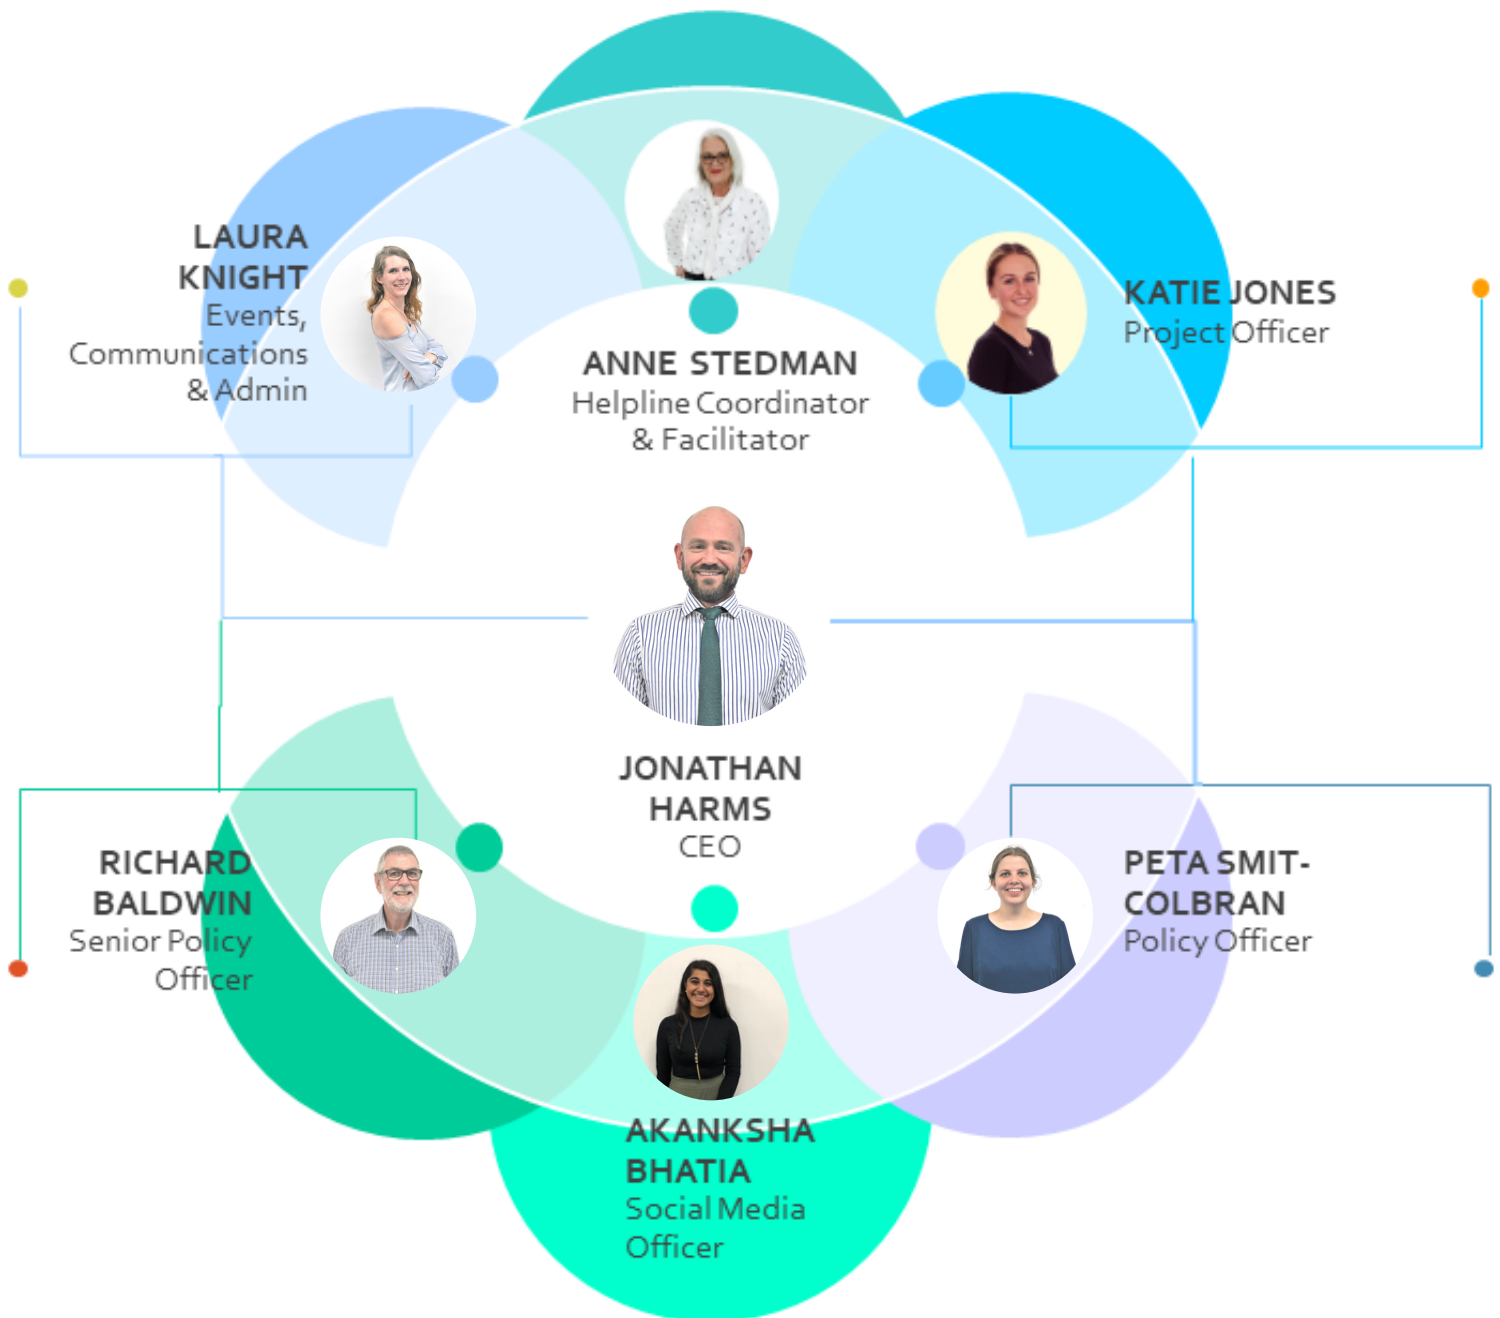 LAURA
KNIGHT
Events,
Communications
& Admin
ANNE STEDMAN
Helpline Coordinator
& Facilitator
KATIE JONES
Project Officer
JONATHAN
HARMS
CEO
RICHARD
BALDWIN
Senior Policy
Officer
AKANKSHA
BHATIA
Social Media
Officer
PETA SMIT-
COLBRAN
Policy Officer